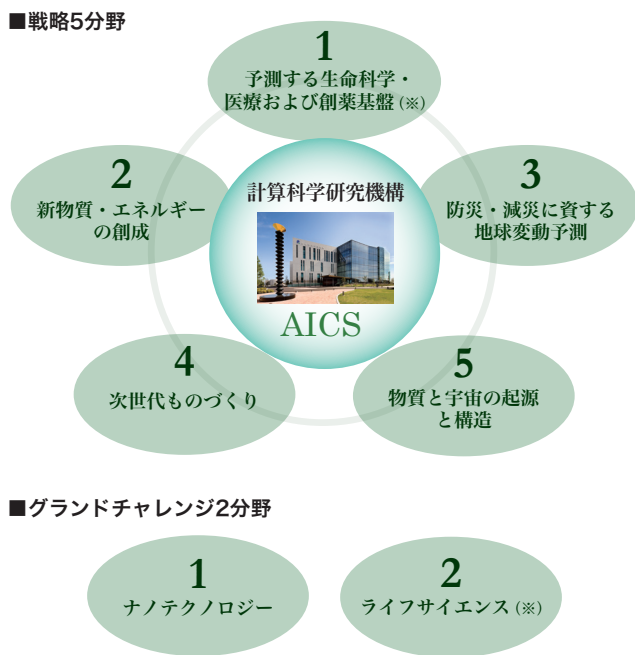 ■戦略5分野
1
予測する生命科学・
医療および創薬基盤(※)
2
新物質・エネルギー
の創成
計算科学研究機構
AICS
3
防災・減災に資する
地球変動予測
4
次世代ものづくり
5
物質と宇宙の起源
と構造
■グランドチャレンジ2分野
1
ナノテクノロジー
2
ライフサイエンス(※)